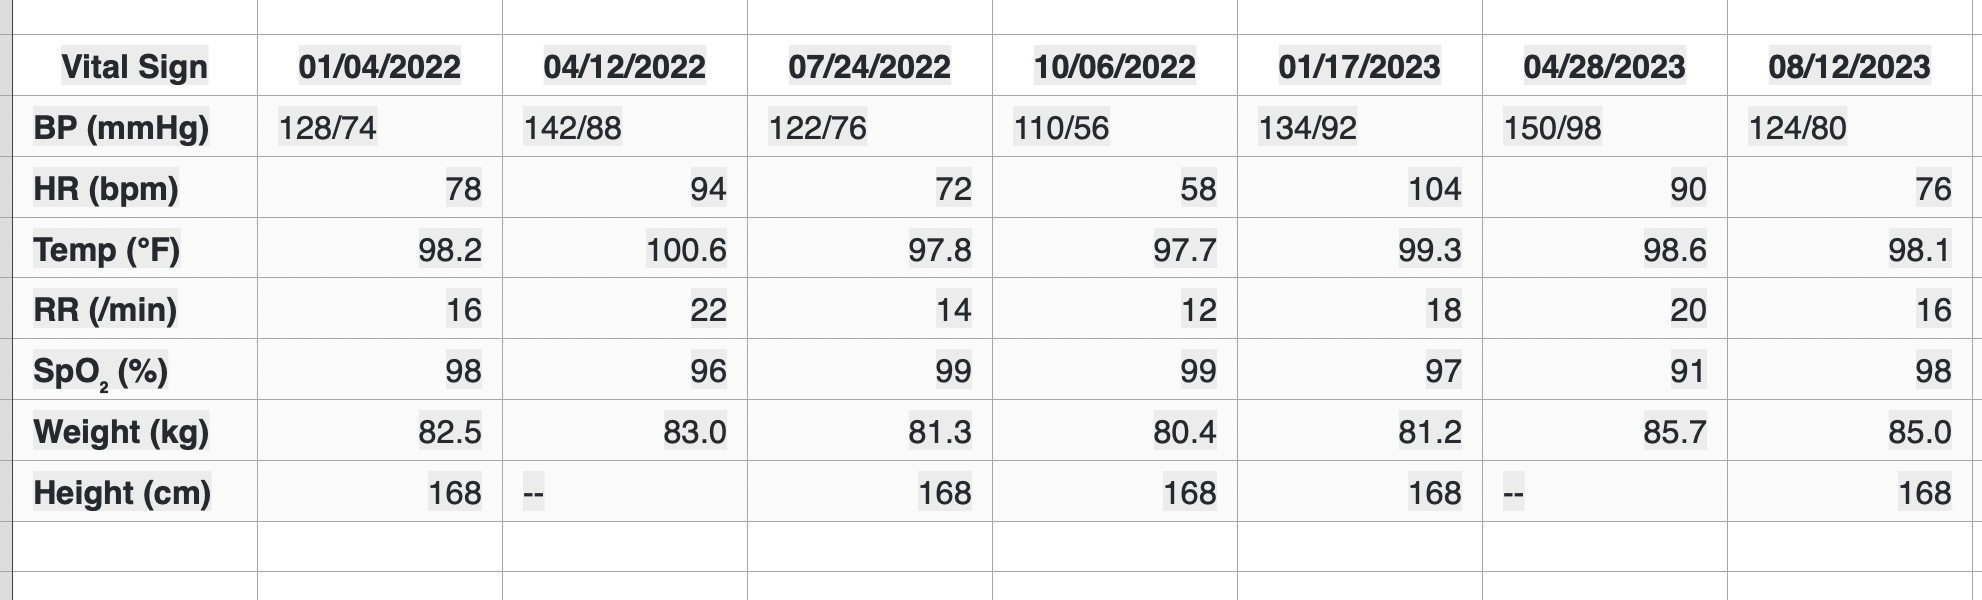 Vital Sign 01/04/2022 04/12/2022 07/24/2022 10/06/2022 01/17/2023 04/28/2023 08/12/2023
BP (mmHg) 128/74 142/88 122/76 110/56 134/92 150/98 124/80
HR (bpm) 78 94 72 58 104 90 76
Temp (°F) 98.2 100.6 97.8 97.7 99.3 98.6 98.1
RR (/min) 16 22 14 12 18 20 16
SpO₂ (%) 98 96 99 99 97 91 98
Weight (kg) 82.5 83.0 81.3 80.4 81.2 85.7 85.0
Height (cm) 168 -- 168 168 168 -- 168